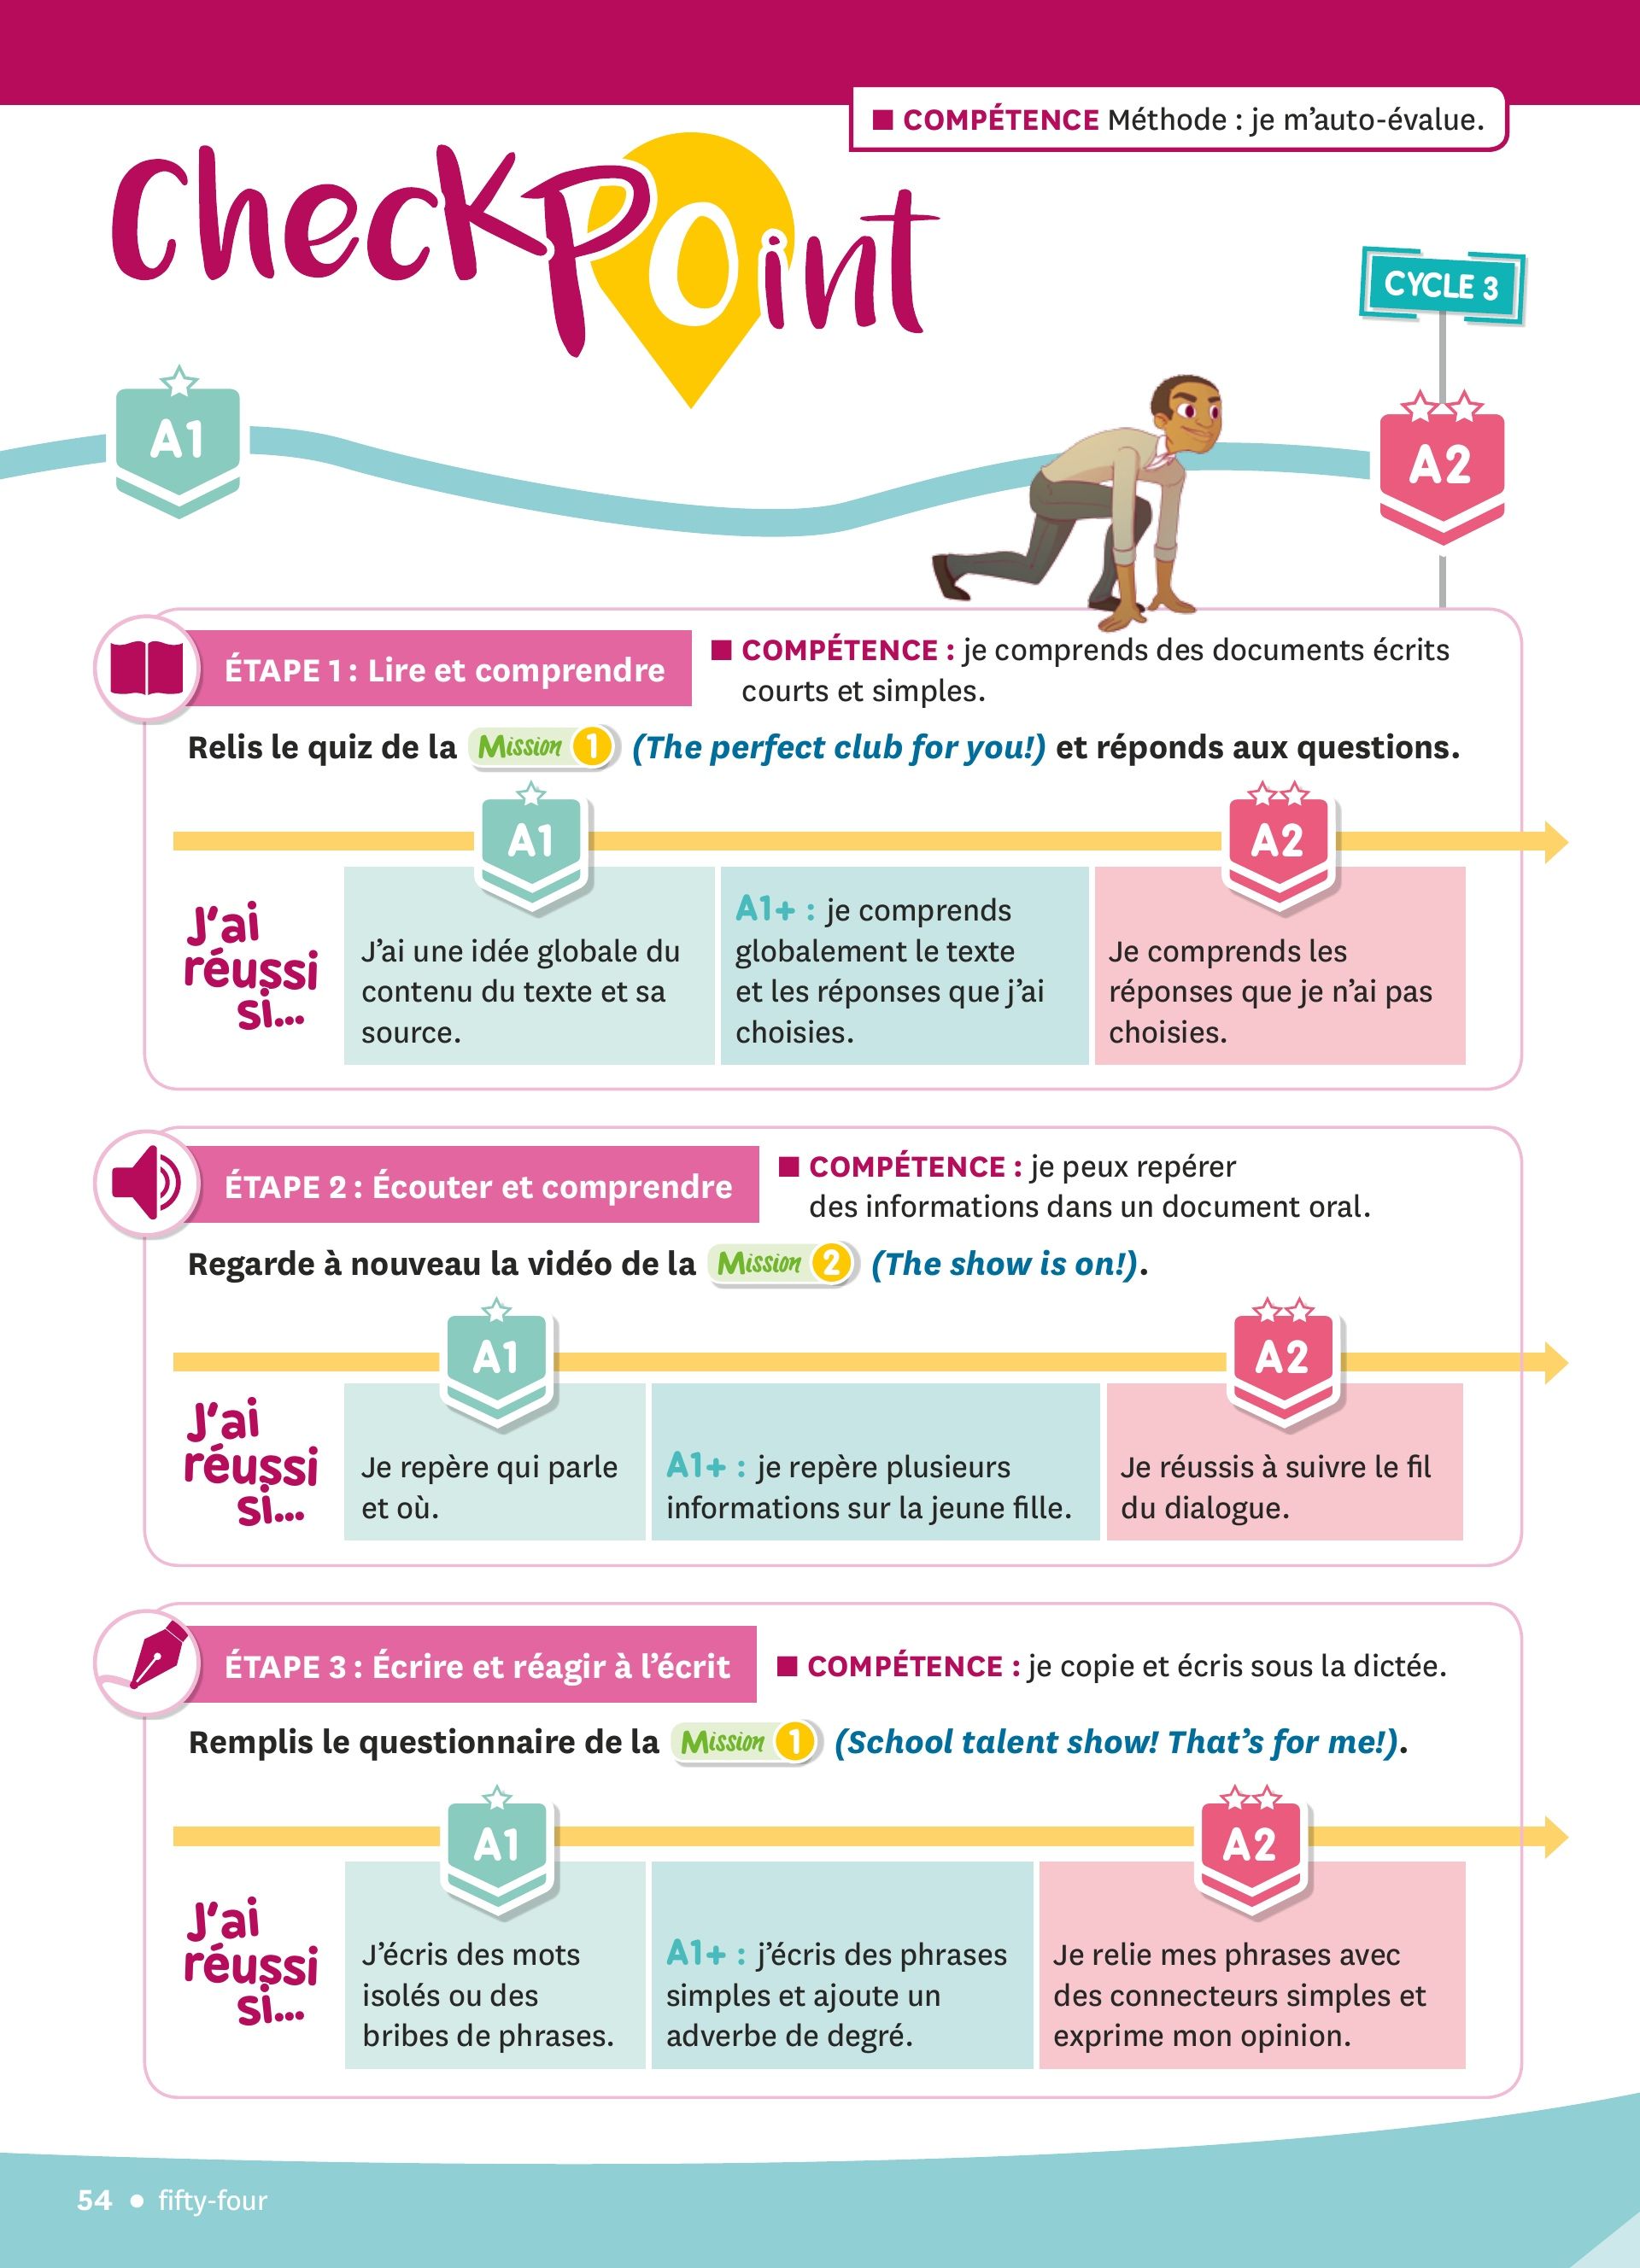 ■ COMPÉTENCE Méthode : je m’auto-évalue.
CheckPoint
CYCLE 3
A1
A2
ÉTAPE 1 : Lire et comprendre
■ COMPÉTENCE : je comprends des documents écrits
courts et simples.
Relis le quiz de la Mission 1 (The perfect club for you!) et réponds aux questions.
A1
A2
J’ai
réussi
si...
J’ai une idée globale du
contenu du texte et sa
source.
A1+ : je comprends
globalement le texte
et les réponses que j’ai
choisies.
Je comprends les
réponses que je n’ai pas
choisies.
ÉTAPE 2 : Écouter et comprendre
■ COMPÉTENCE : je peux repérer
des informations dans un document oral.
Regarde à nouveau la vidéo de la Mission 2 (The show is on!).
A1
A2
J’ai
réussi
si...
Je repère qui parle
et où.
A1+ : je repère plusieurs
informations sur la jeune fille.
Je réussis à suivre le fil
du dialogue.
ÉTAPE 3 : Écrire et réagir à l’écrit
■ COMPÉTENCE : je copie et écris sous la dictée.
Remplis le questionnaire de la Mission 1 (School talent show! That’s for me!).
A1
A2
J’ai
réussi
si...
J’écris des mots
isolés ou des
bribes de phrases.
A1+ : j’écris des phrases
simples et ajoute un
adverbe de degré.
Je relie mes phrases avec
des connecteurs simples et
exprime mon opinion.
54 • fifty-four